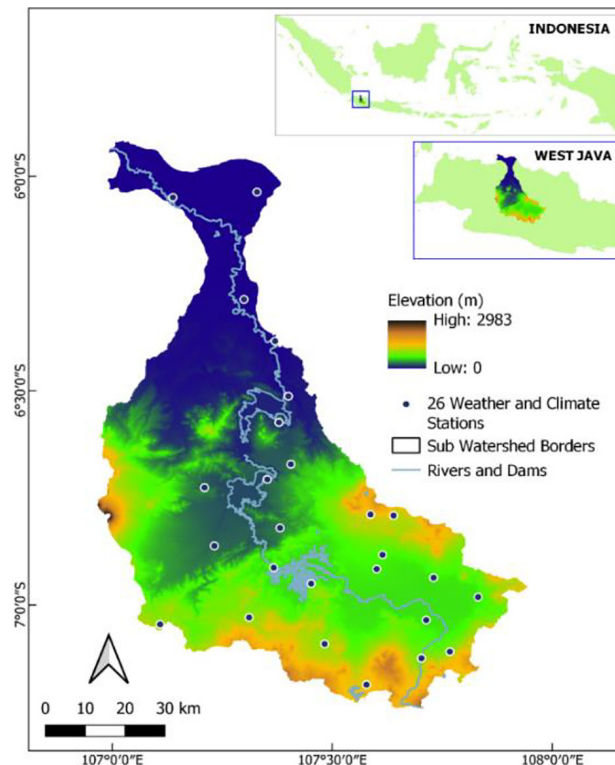 INDONESIA
WEST JAVA
6°0'0"S
6°30'0"S
7°0'0"S
Elevation (m)
High: 2983
Low: 0
26 Weather and Climate
Stations
Sub Watershed Borders
Rivers and Dams
0 10 20 30 km
107°0'0"E
107°30'0"E
108°0'0"E